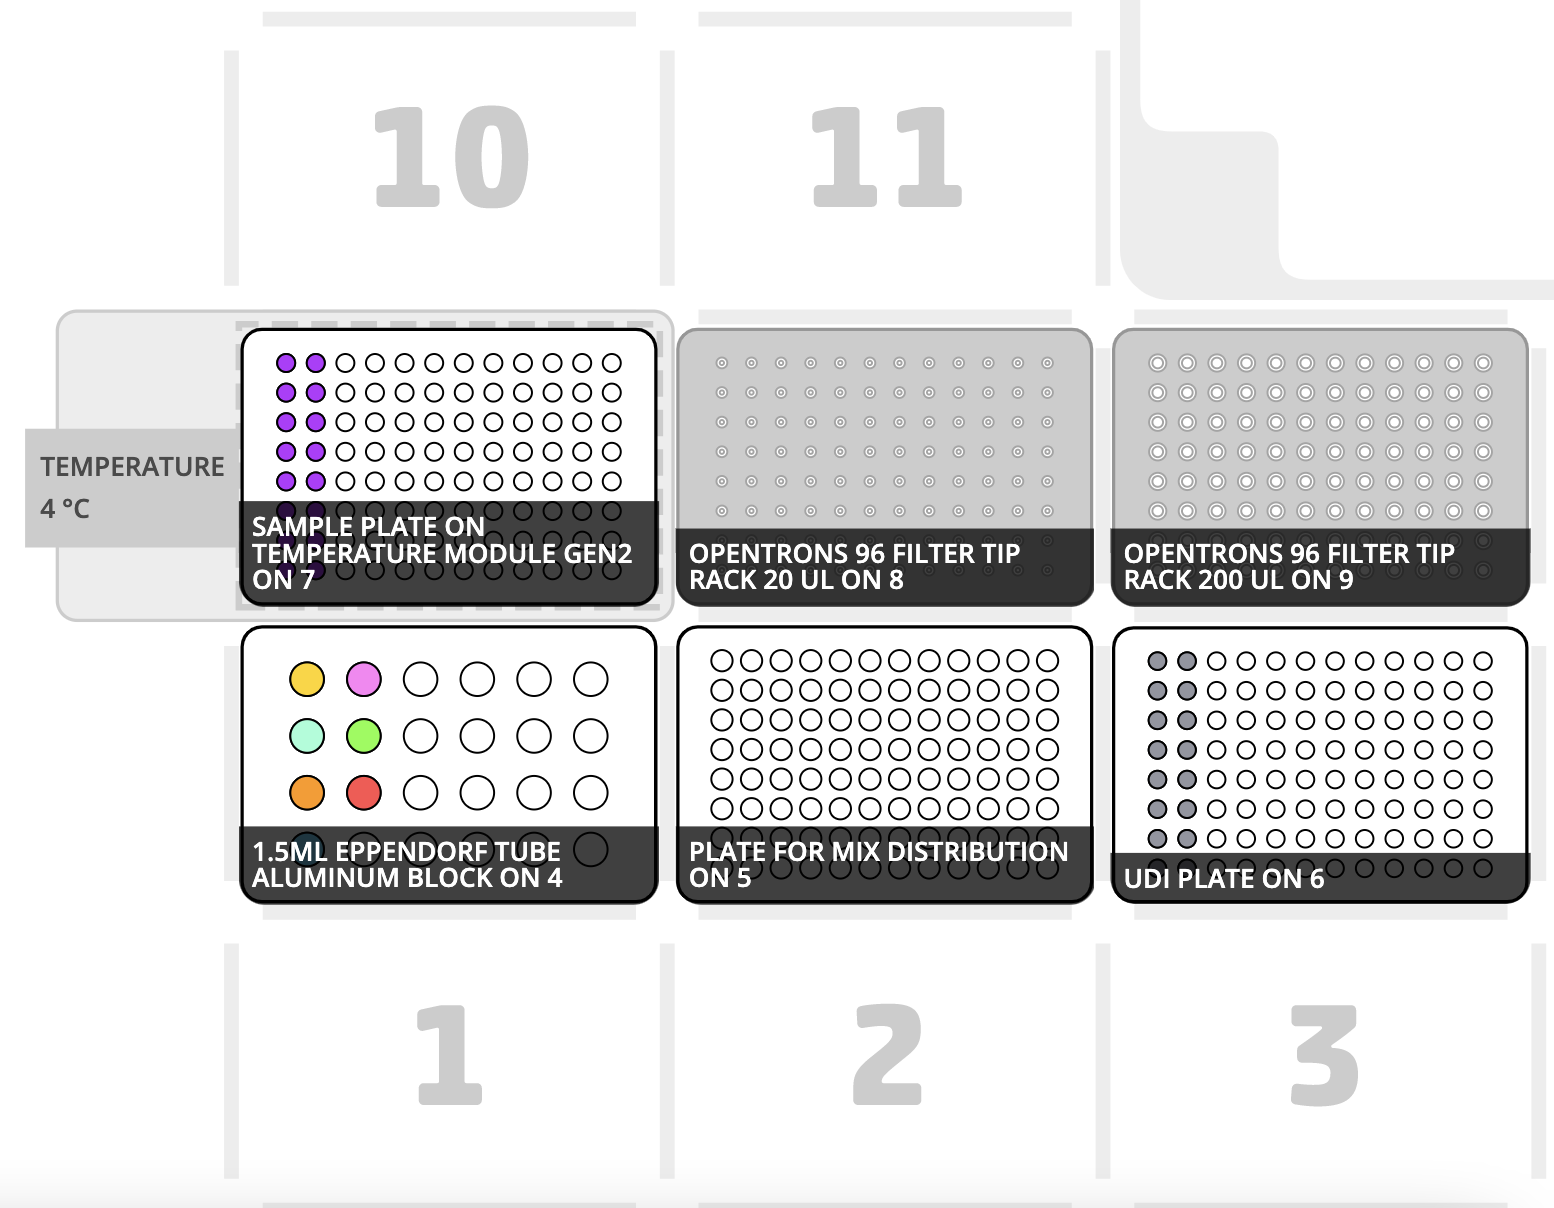 10
11
TEMPERATURE
4 °C
SAMPLE PLATE ON
TEMPERATURE MODULE GEN2
ON 7
OPENTRONS 96 FILTER TIP
RACK 20 UL ON 8
OPENTRONS 96 FILTER TIP
RACK 200 UL ON 9
1.5ML EPPENDORF TUBE
ALUMINUM BLOCK ON 4
PLATE FOR MIX DISTRIBUTION
ON 5
UDI PLATE ON 6
1
2
3